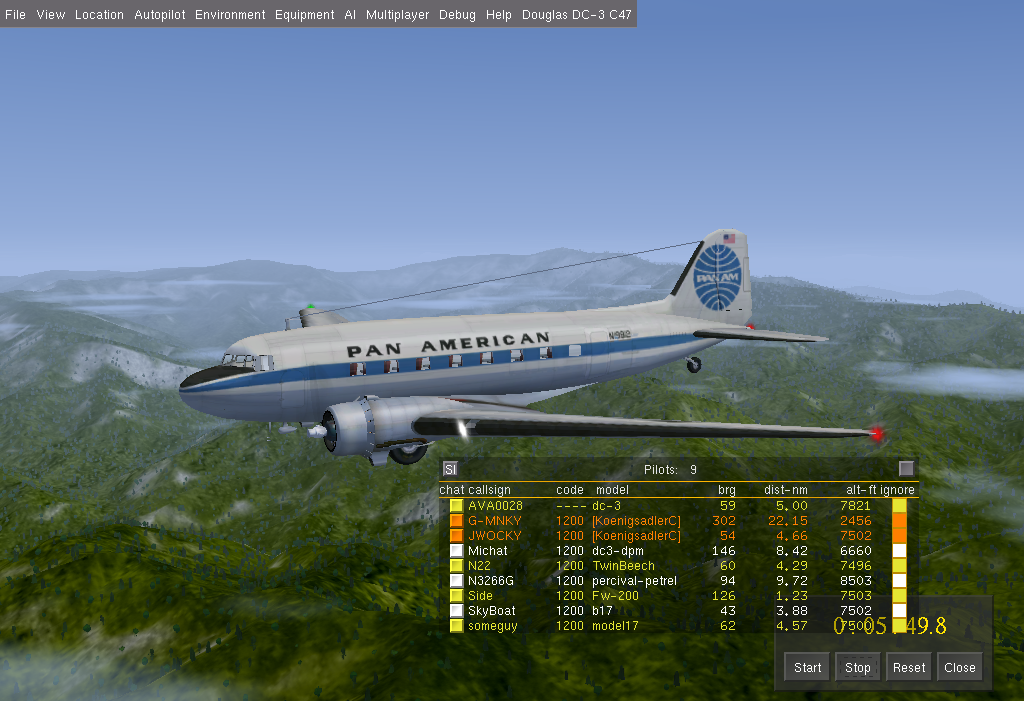 File View Location Autopilot Environment Equipment AI Multiplayer Debug Help Douglas DC-3 C47
PAN AM
PAN AMERICAN
SI Pilots: 9
chat callsign code model brg dist-nm alt-ft ignore
AVA0028 ---- dc-3 59 5.00 7821
G-MNKY 1200 [KoenigsadlerC] 302 22.15 2456
JWOCKY 1200 [KoenigsadlerC] 54 4.66 7502
Michat 1200 dc3-dpm 146 8.42 6660
N22 1200 TwinBeech 60 4.29 7496
N3266G 1200 percival-petrel 94 9.72 8503
Side 1200 Fw-200 126 1.23 7503
SkyBoat 1200 b17 43 3.88 7502
someguy 1200 model17 62 4.57
Start Stop Reset Close